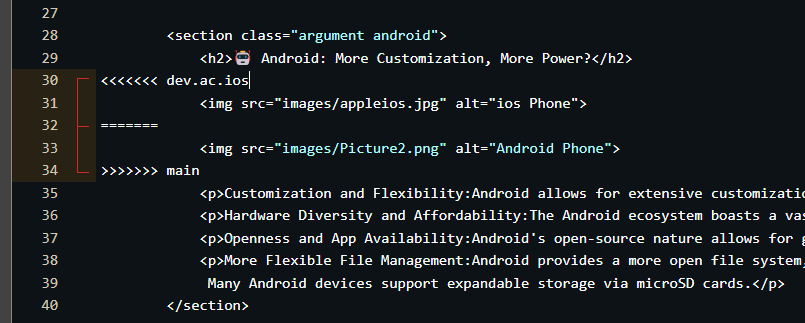 27
28 <section class="argument android">
29 <h2>🤖 Android: More Customization, More Power?</h2>
30 <<<<<<< dev.ac.ios
31 <img src="images/appleios.jpg" alt="ios Phone">
32 =======
33 <img src="images/Picture2.png" alt="Android Phone">
34 >>>>>>> main
35 <p>Customization and Flexibility:Android allows for extensive customizatio
36 <p>Hardware Diversity and Affordability:The Android ecosystem boasts a vas
37 <p>Openness and App Availability:Android's open-source nature allows for g
38 <p>More Flexible File Management:Android provides a more open file system,
39 Many Android devices support expandable storage via microSD cards.</p>
40 </section>